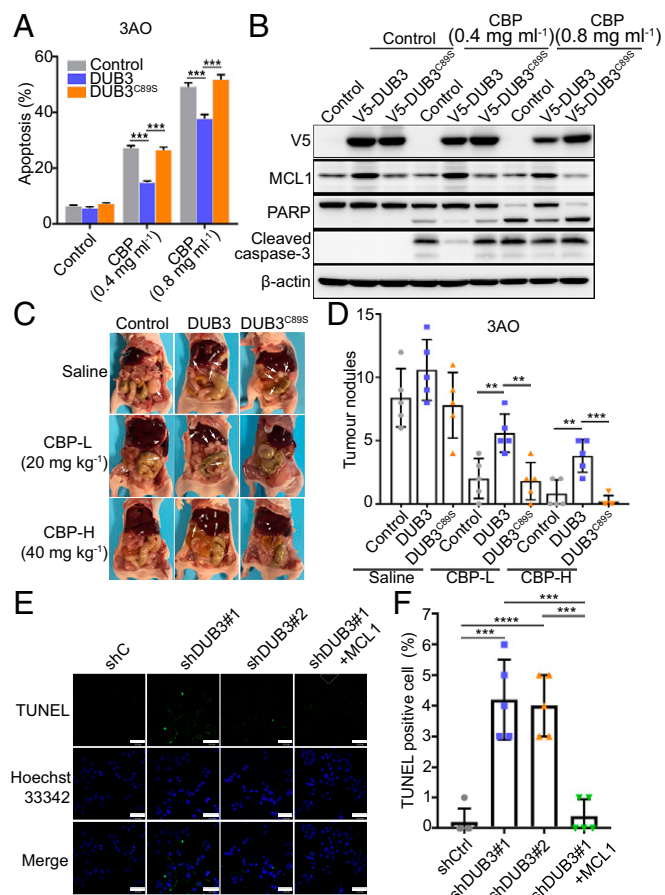 A
3AO
Control
DUB3
DUB3C89S
Apoptosis (%)
60
40
20
0
*** ***
*** ***
Control
CBP
(0.4 mg ml-1)
CBP
(0.8 mg ml-1)
B
Control
CBP
(0.4 mg ml-1)
CBP
(0.8 mg ml-1)
Control
V5-DUB3
V5-DUB3C89S
Control
V5-DUB3
V5-DUB3C89S
Control
V5-DUB3
V5-DUB3C89S
V5
MCL1
PARP
Cleaved
caspase-3
β-actin
C
Control
DUB3
DUB3C89S
Saline
CBP-L
(20 mg kg-1)
CBP-H
(40 mg kg-1)
D
3AO
Tumour nodules
15
10
5
0
** **
** ***
Control
DUB3
DUB3C89S
Control
DUB3
DUB3C89S
Control
DUB3
DUB3C89S
Saline
CBP-L
CBP-H
E
shC
shDUB3#1
shDUB3#2
shDUB3#1
+MCL1
TUNEL
Hoechst
33342
Merge
F
TUNEL positive cell (%)
7
6
5
4
3
2
1
0
***
****
***
***
shCtrl
shDUB3#1
shDUB3#2
shDUB3#1
+MCL1